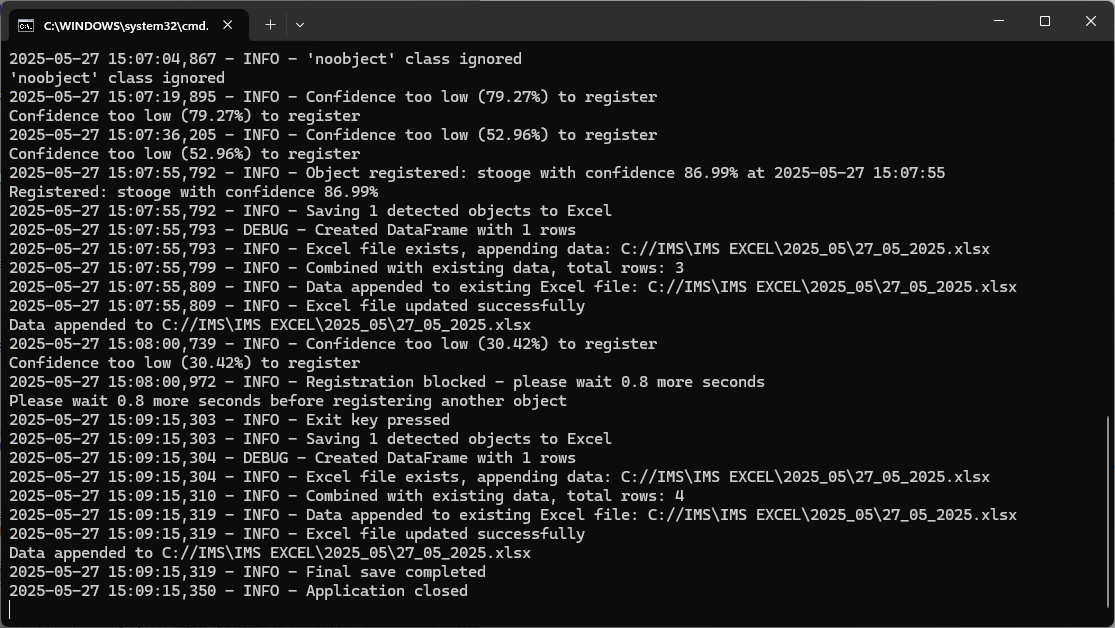 C:\WINDOWS\system32\cmd.
2025-05-27 15:07:04,867 - INFO - 'noobject' class ignored
'noobject' class ignored
2025-05-27 15:07:19,895 - INFO - Confidence too low (79.27%) to register
Confidence too low (79.27%) to register
2025-05-27 15:07:36,205 - INFO - Confidence too low (52.96%) to register
Confidence too low (52.96%) to register
2025-05-27 15:07:55,792 - INFO - Object registered: stooge with confidence 86.99% at 2025-05-27 15:07:55
Registered: stooge with confidence 86.99%
2025-05-27 15:07:55,792 - INFO - Saving 1 detected objects to Excel
2025-05-27 15:07:55,793 - DEBUG - Created DataFrame with 1 rows
2025-05-27 15:07:55,793 - INFO - Excel file exists, appending data: C://IMS\IMS EXCEL\2025_05\27_05_2025.xlsx
2025-05-27 15:07:55,799 - INFO - Combined with existing data, total rows: 3
2025-05-27 15:07:55,809 - INFO - Data appended to existing Excel file: C://IMS\IMS EXCEL\2025_05\27_05_2025.xlsx
2025-05-27 15:07:55,809 - INFO - Excel file updated successfully
Data appended to C://IMS\IMS EXCEL\2025_05\27_05_2025.xlsx
2025-05-27 15:08:00,739 - INFO - Confidence too low (30.42%) to register
Confidence too low (30.42%) to register
2025-05-27 15:08:00,972 - INFO - Registration blocked - please wait 0.8 more seconds
Please wait 0.8 more seconds before registering another object
2025-05-27 15:09:15,303 - INFO - Exit key pressed
2025-05-27 15:09:15,303 - INFO - Saving 1 detected objects to Excel
2025-05-27 15:09:15,304 - DEBUG - Created DataFrame with 1 rows
2025-05-27 15:09:15,304 - INFO - Excel file exists, appending data: C://IMS\IMS EXCEL\2025_05\27_05_2025.xlsx
2025-05-27 15:09:15,310 - INFO - Combined with existing data, total rows: 4
2025-05-27 15:09:15,319 - INFO - Data appended to existing Excel file: C://IMS\IMS EXCEL\2025_05\27_05_2025.xlsx
2025-05-27 15:09:15,319 - INFO - Excel file updated successfully
Data appended to C://IMS\IMS EXCEL\2025_05\27_05_2025.xlsx
2025-05-27 15:09:15,319 - INFO - Final save completed
2025-05-27 15:09:15,350 - INFO - Application closed